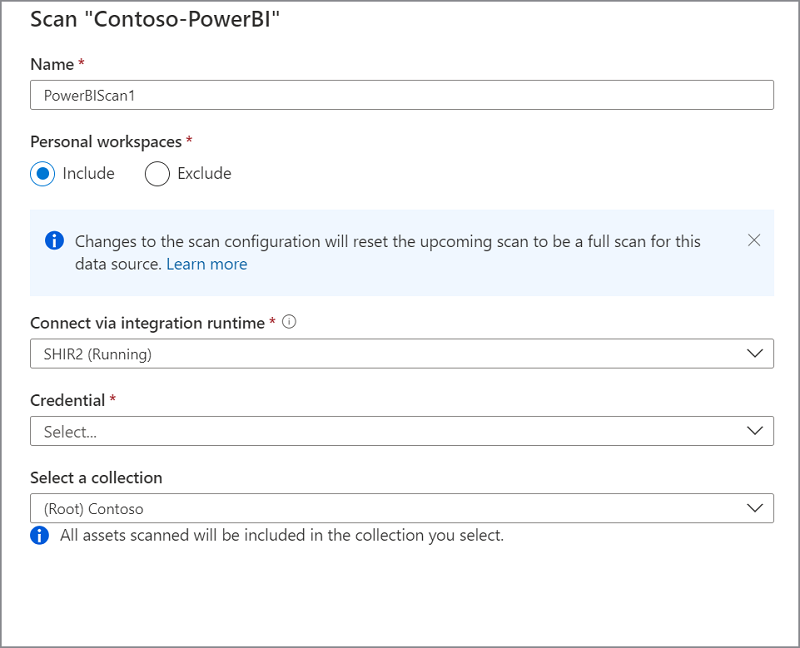 Scan "Contoso-PowerBI"
Name *
PowerBIScan1
Personal workspaces *
Include Exclude
Changes to the scan configuration will reset the upcoming scan to be a full scan for this
data source. Learn more
Connect via integration runtime *
SHIR2 (Running)
Credential *
Select...
Select a collection
(Root) Contoso
All assets scanned will be included in the collection you select.